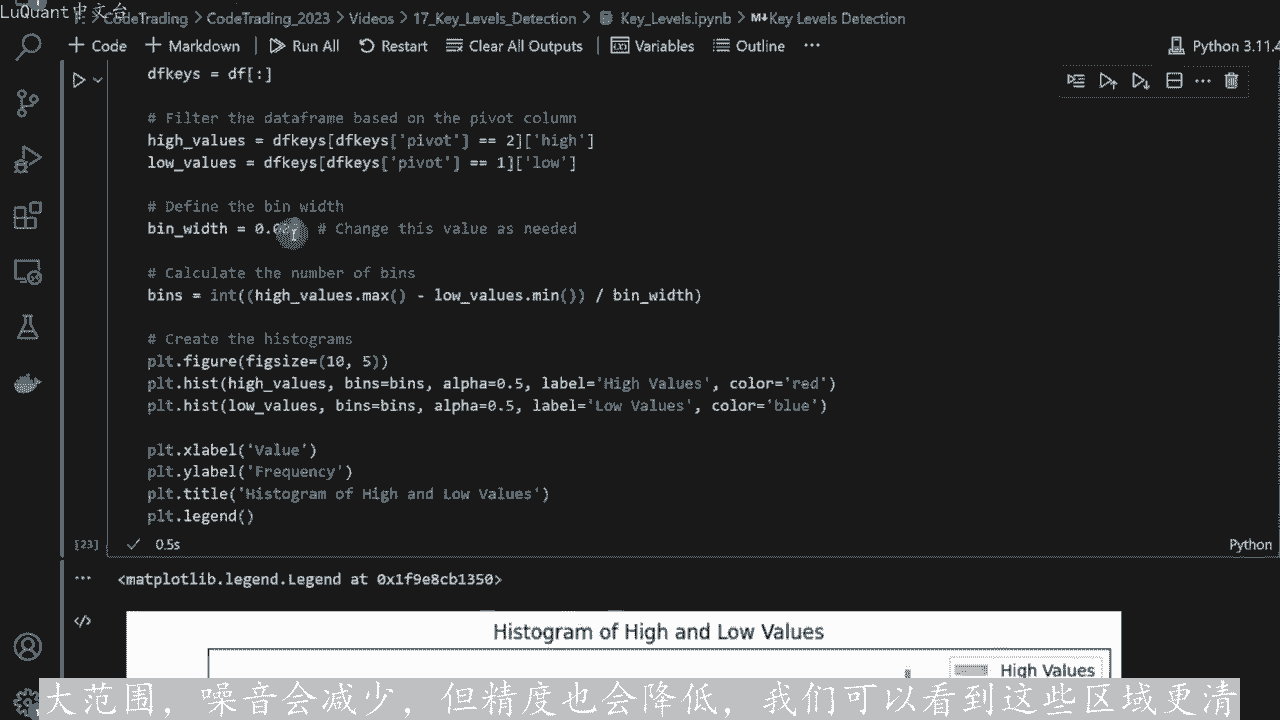 LuQuant中文台
CodeTrading > CodeTrading_2023 > Videos > 17_Key_Levels_Detection > Key_Levels.ipynb > M↓Key Levels Detection
+ Code + Markdown | Run All Restart Clear All Outputs | Variables Outline ... Python 3.11.4
dfkeys = df[:]
# Filter the dataframe based on the pivot column
high_values = dfkeys[dfkeys['pivot'] == 2]['high']
low_values = dfkeys[dfkeys['pivot'] == 1]['low']
# Define the bin width
bin_width = # Change this value as needed
# Calculate the number of bins
bins = int((high_values.max() - low_values.min()) / bin_width)
# Create the histograms
plt.figure(figsize=(10, 5))
plt.hist(high_values, bins=bins, alpha=0.5, label='High Values', color='red')
plt.hist(low_values, bins=bins, alpha=0.5, label='Low Values', color='blue')
plt.xlabel('Value')
plt.ylabel('Frequency')
plt.title('Histogram of High and Low Values')
plt.legend()
[23] ✓ 0.5s Python
... <matplotlib.legend.Legend at 0x1f9e8cb1350>
</>
Histogram of High and Low Values
High Values
大范围，噪音会减少，但精度也会降低，我们可以看到这些区域更清